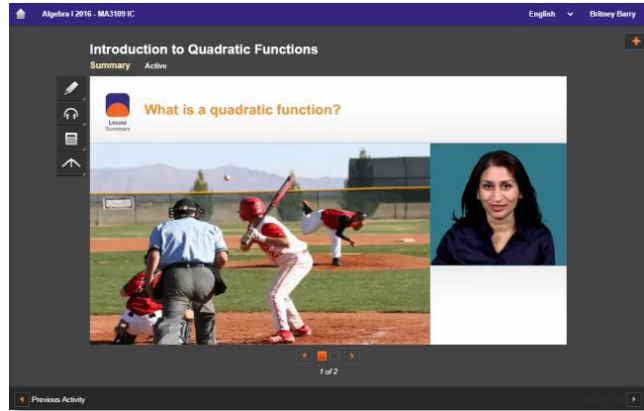 Algebra I 2016 - MA3109 IC
English
Britney Barry
Introduction to Quadratic Functions
Summary Active
What is a quadratic function?
Lesson
Summary
1 of 2
Previous Activity